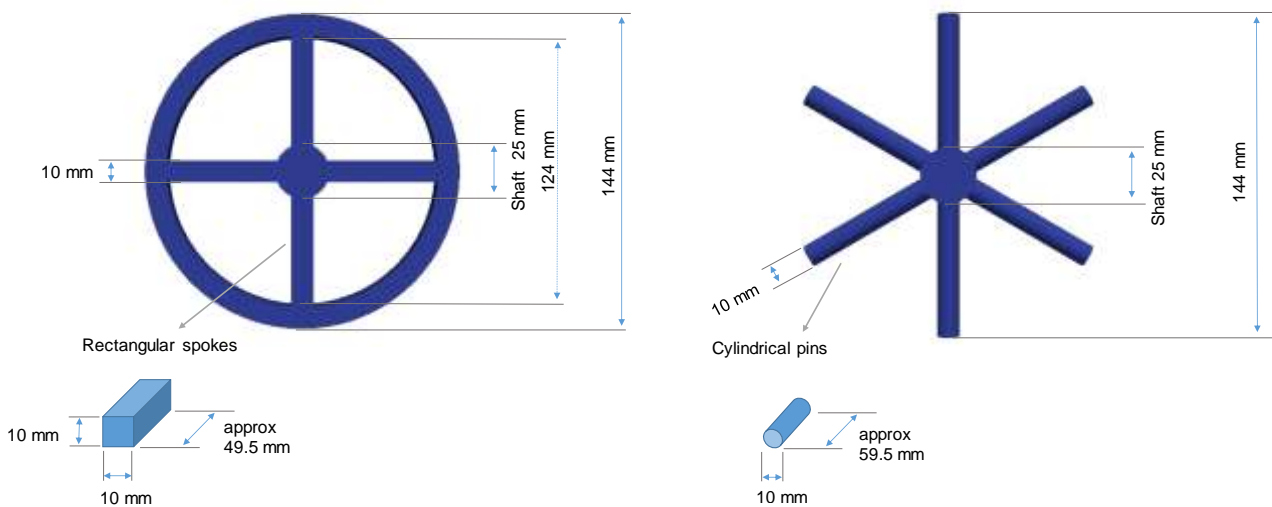 10 mm
Shaft 25 mm
124 mm
144 mm
Rectangular spokes
10 mm
approx
49.5 mm
10 mm
Shaft 25 mm
144 mm
10 mm
Cylindrical pins
approx
59.5 mm
10 mm